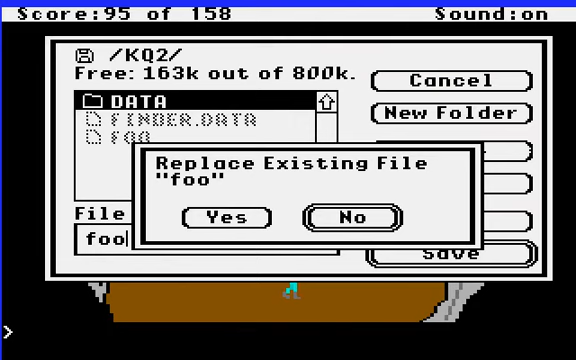 Score:95 of 158 Sound:on
/KQ2/
Free: 163k out of 800k.
Cancel
DATA
FINDER.DATA
New Folder
FOO
Replace Existing File
"foo"
Yes No
File
foo
Save
>